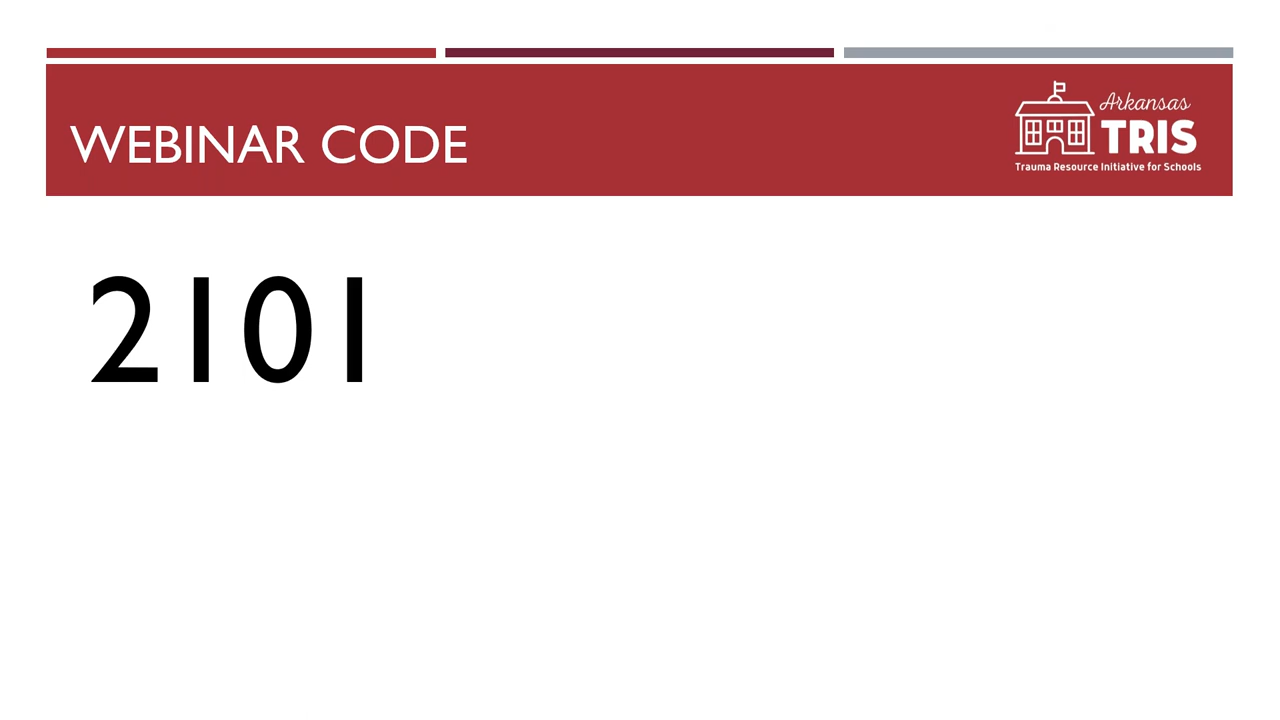 WEBINAR CODE
Arkansas
TRIS
Trauma Resource Initiative for Schools
2101